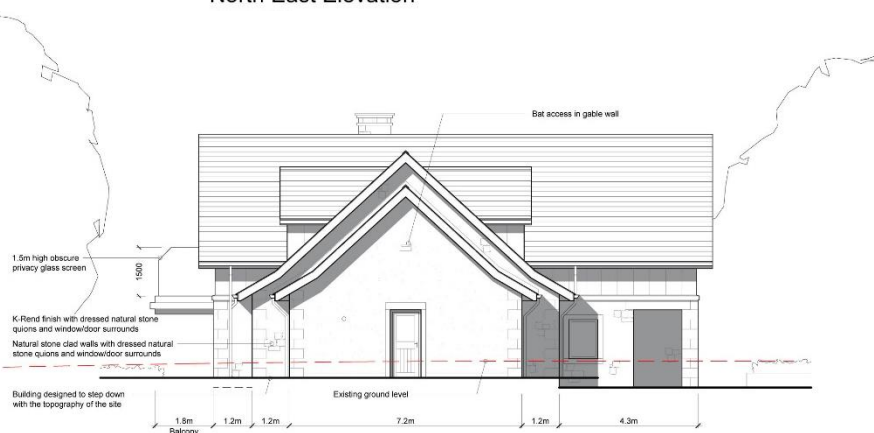 North East Elevation
Bat access in gable wall
1.5m high obscure
privacy glass screen
1500
K-Rend finish with dressed natural stone
quions and window/door surrounds
Natural stone clad walls with dressed natural
stone quions and window/door surrounds
Building designed to step down
with the topography of the site
Existing ground level
1.8m
Balcony
1.2m
1.2m
7.2m
1.2m
4.3m